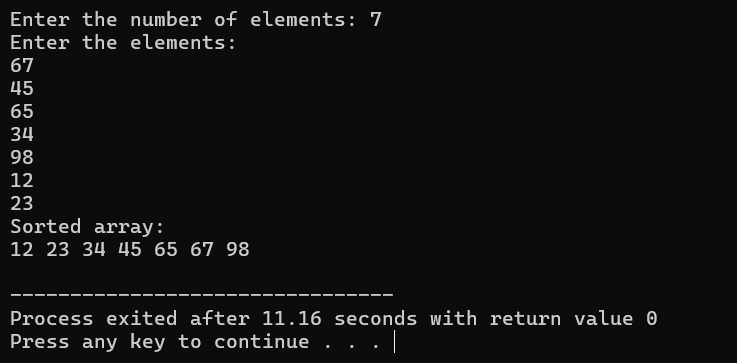 Enter the number of elements: 7
Enter the elements:
67
45
65
34
98
12
23
Sorted array:
12 23 34 45 65 67 98
--------------------------------
Process exited after 11.16 seconds with return value 0
Press any key to continue . . .